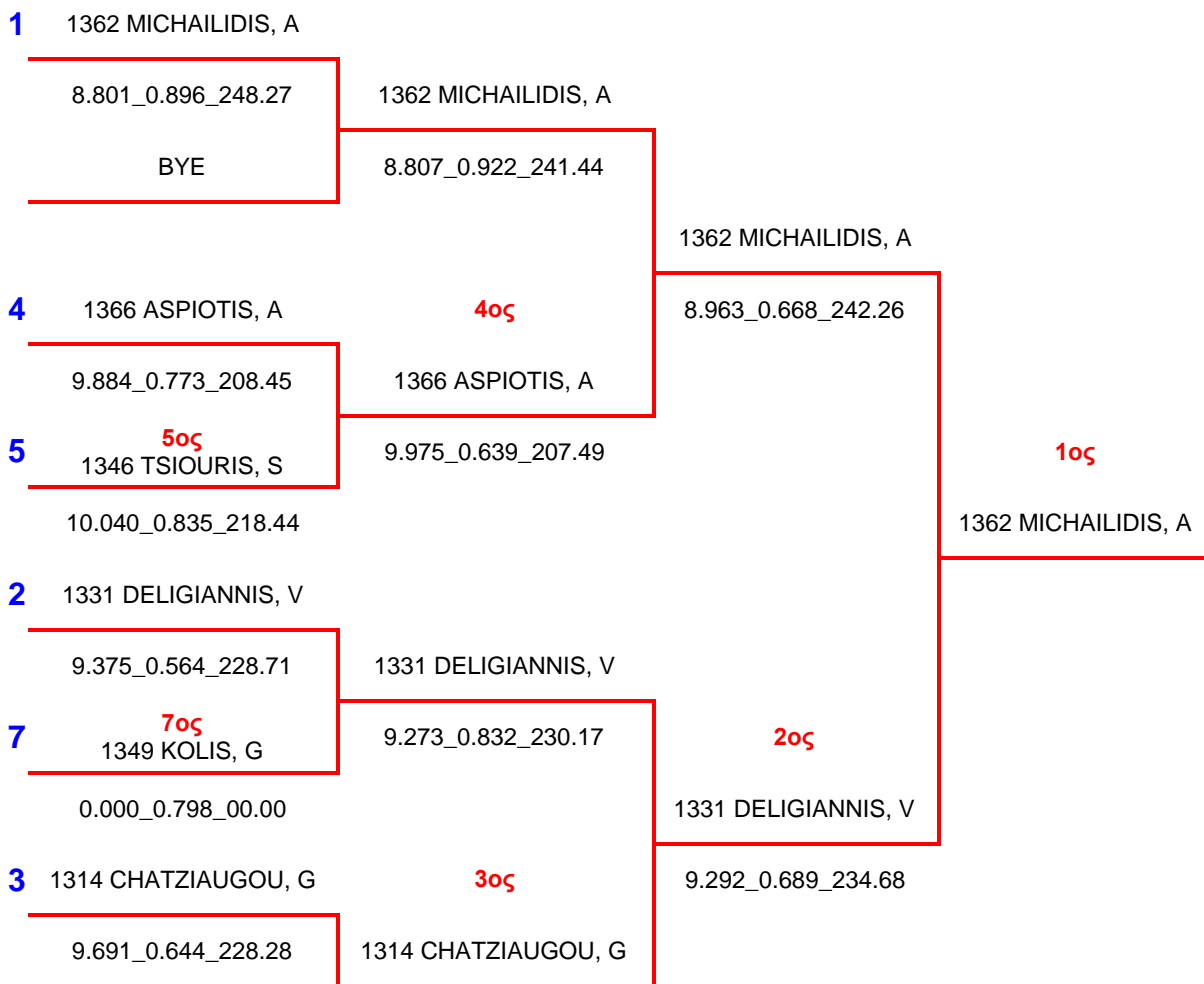 1 1362 MICHAILIDIS, A
8.801_0.896_248.27 1362 MICHAILIDIS, A
BYE 8.807_0.922_241.44
1362 MICHAILIDIS, A
4 1366 ASPIOTIS, A 4ος 8.963_0.668_242.26
9.884_0.773_208.45 1366 ASPIOTIS, A
5ος
5 1346 TSIOURIS, S 9.975_0.639_207.49 1ος
10.040_0.835_218.44 1362 MICHAILIDIS, A
2 1331 DELIGIANNIS, V
9.375_0.564_228.71 1331 DELIGIANNIS, V
7ος
7 1349 KOLIS, G 9.273_0.832_230.17 2ος
0.000_0.798_00.00 1331 DELIGIANNIS, V
3 1314 CHATZIAUGOU, G 3ος 9.292_0.689_234.68
9.691_0.644_228.28 1314 CHATZIAUGOU, G